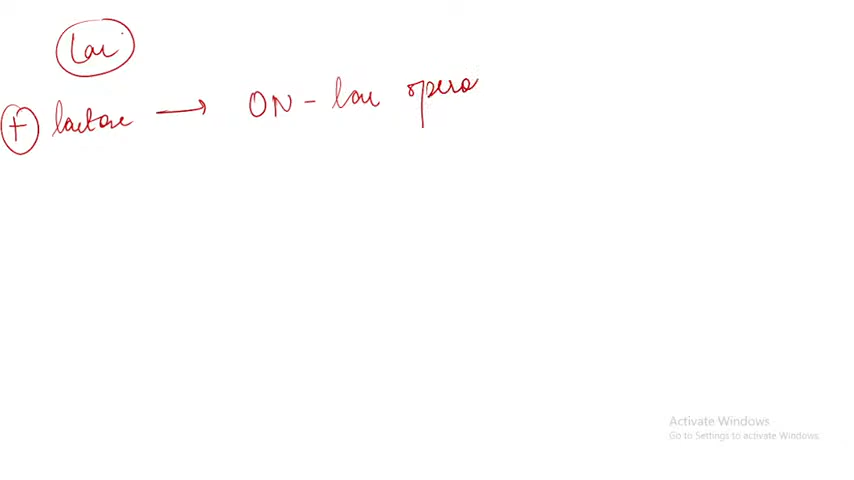 Lac
+ lactose → ON - lac opero
Activate Windows
Go to Settings to activate Windows.